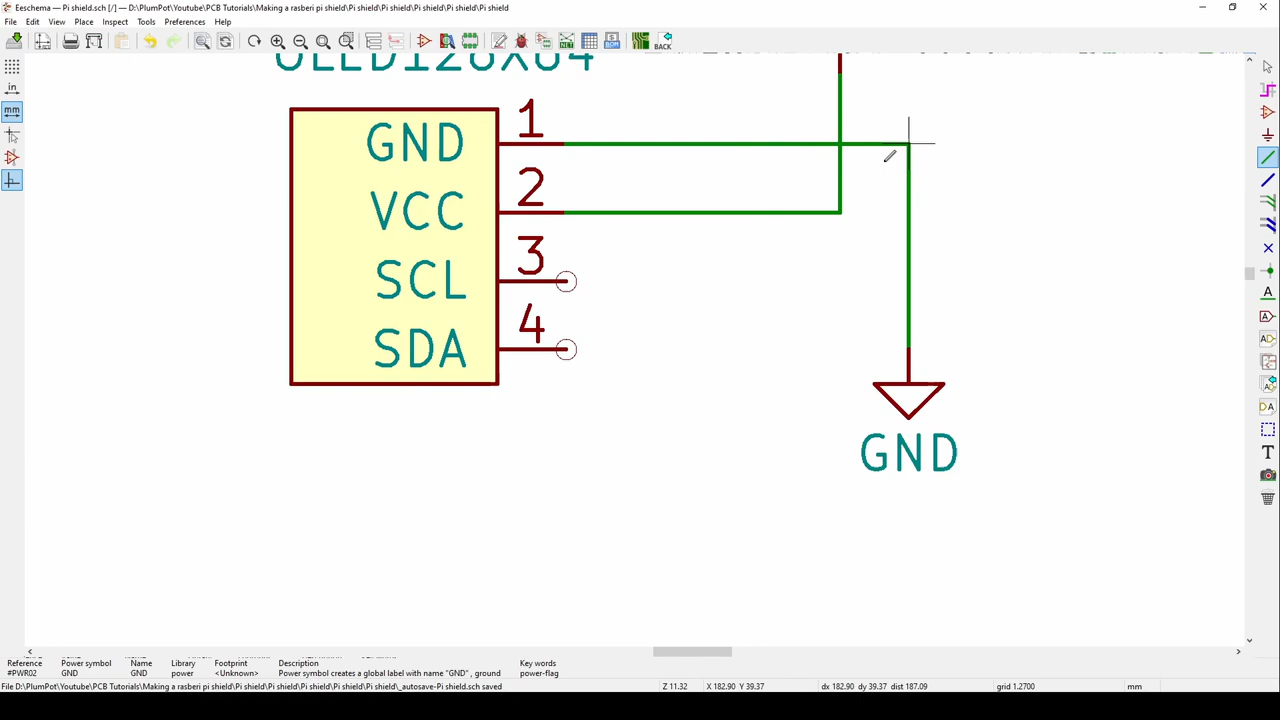 Eeschema — Pi shield.sch [/] — D:\PlumPot\Youtube\PCB Tutorials\Making a rasberi pi shield\Pi shield\Pi shield\Pi shield\Pi shield
File Edit View Place Inspect Tools Preferences Help
BACK
in
mm
OLED128X64
1
GND
2
VCC
3
SCL
4
SDA
GND
Reference Power symbol Name Library Footprint Description Key words
#PWR02 GND GND power <Unknown> Power symbol creates a global label with name "GND" , ground power-flag
File D:\PlumPot\Youtube\PCB Tutorials\Making a rasberi pi shield\Pi shield\Pi shield\Pi shield\_autosave-Pi shield.sch saved Z 11.32 X 182.90 Y 39.37 dx 182.90 dy 39.37 dist 187.09 grid 1.2700 mm